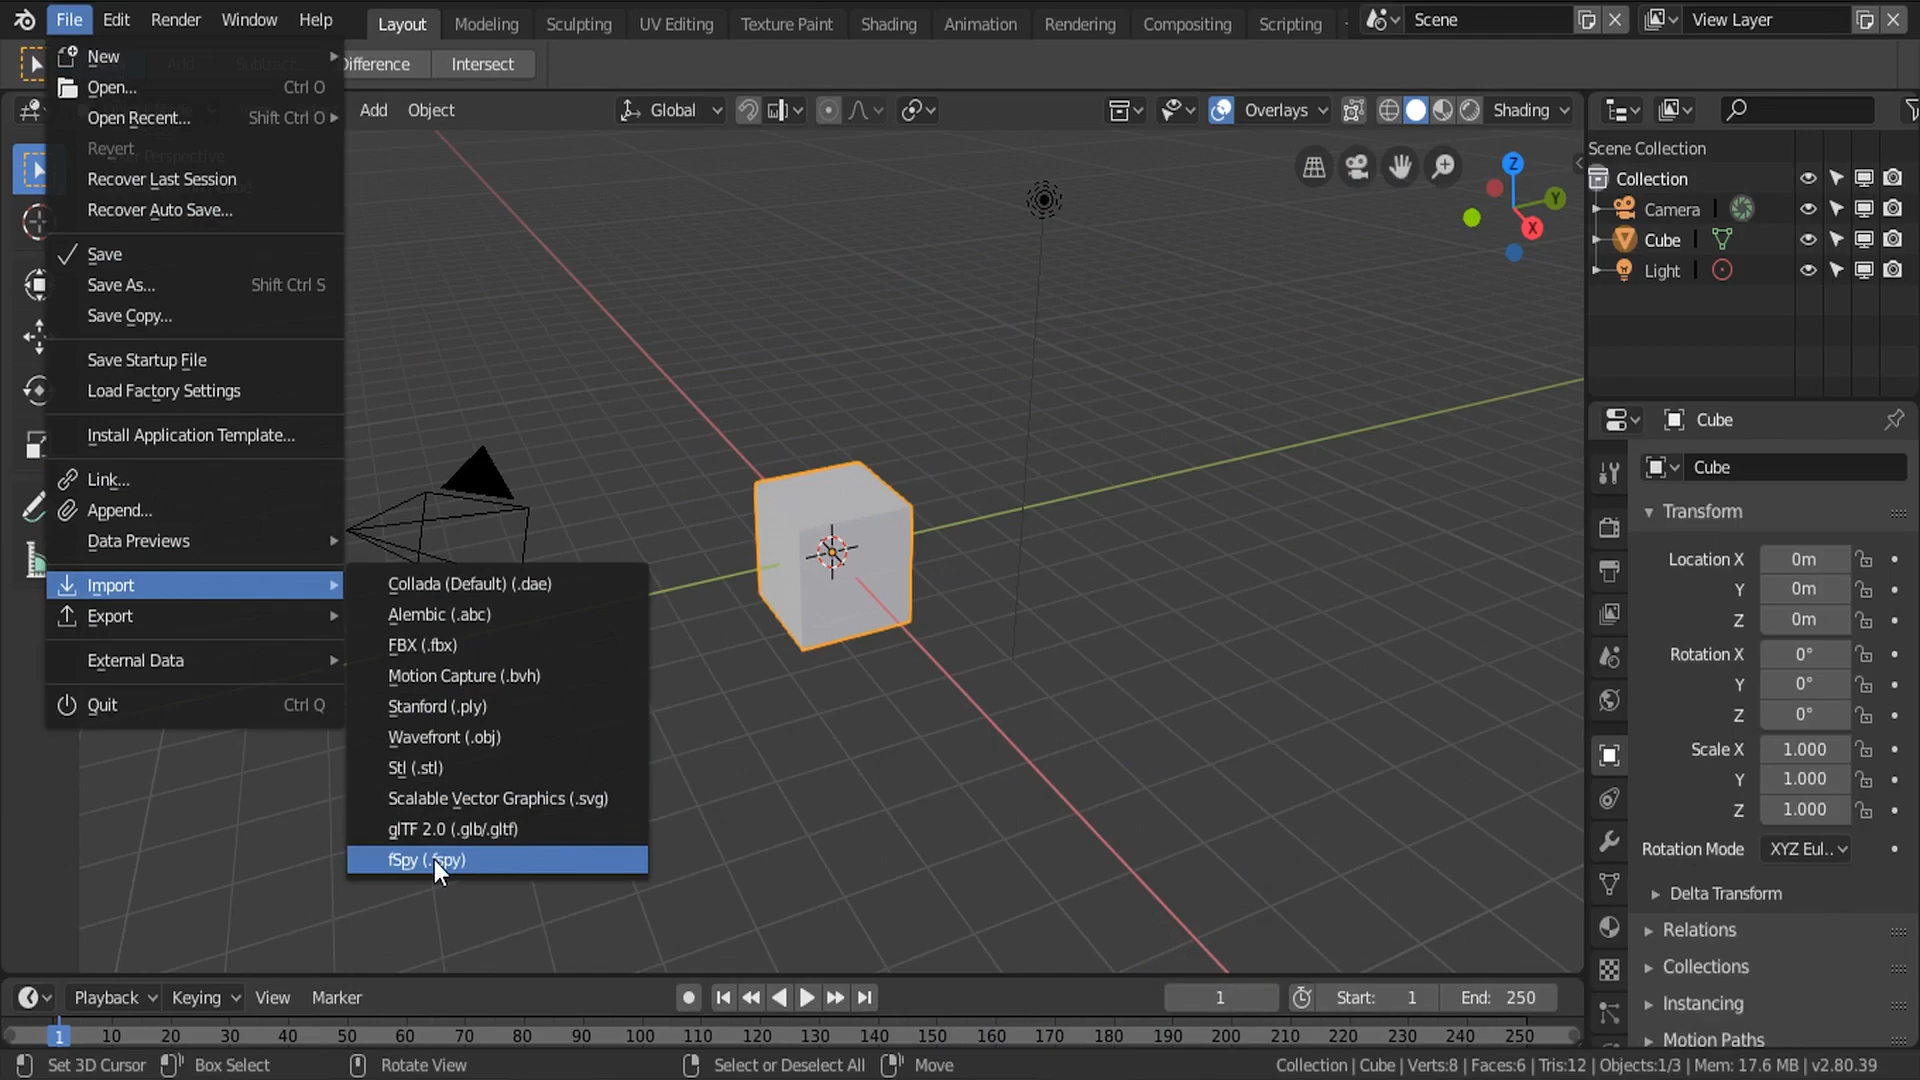 File Edit Render Window Help Layout Modeling Sculpting UV Editing Texture Paint Shading Animation Rendering Compositing Scripting Scene View Layer
New
Difference Intersect
Open... Ctrl O
Add Object Global Overlays Shading
Open Recent... Shift Ctrl O
Revert
Recover Last Session
Recover Auto Save...
Save
Save As... Shift Ctrl S
Save Copy...
Save Startup File
Load Factory Settings
Install Application Template...
Link...
Append...
Data Previews
Import
Export
External Data
Quit Ctrl Q
Collada (Default) (.dae)
Alembic (.abc)
FBX (.fbx)
Motion Capture (.bvh)
Stanford (.ply)
Wavefront (.obj)
Stl (.stl)
Scalable Vector Graphics (.svg)
glTF 2.0 (.glb/.gltf)
fSpy (.fspy)
Z
Y
X
Scene Collection
Collection
Camera
Cube
Light
Cube
Cube
Transform
Location X 0m
Y 0m
Z 0m
Rotation X 0°
Y 0°
Z 0°
Scale X 1.000
Y 1.000
Z 1.000
Rotation Mode XYZ Eul..
Delta Transform
Relations
Collections
Instancing
Motion Paths
Playback Keying View Marker 1 Start: 1 End: 250
1 10 20 30 40 50 60 70 80 90 100 110 120 130 140 150 160 170 180 190 200 210 220 230 240 250
Set 3D Cursor Box Select Rotate View Select or Deselect All Move Collection | Cube | Verts:8 | Faces:6 | Tris:12 | Objects:1/3 | Mem: 17.6 MB | v2.80.39